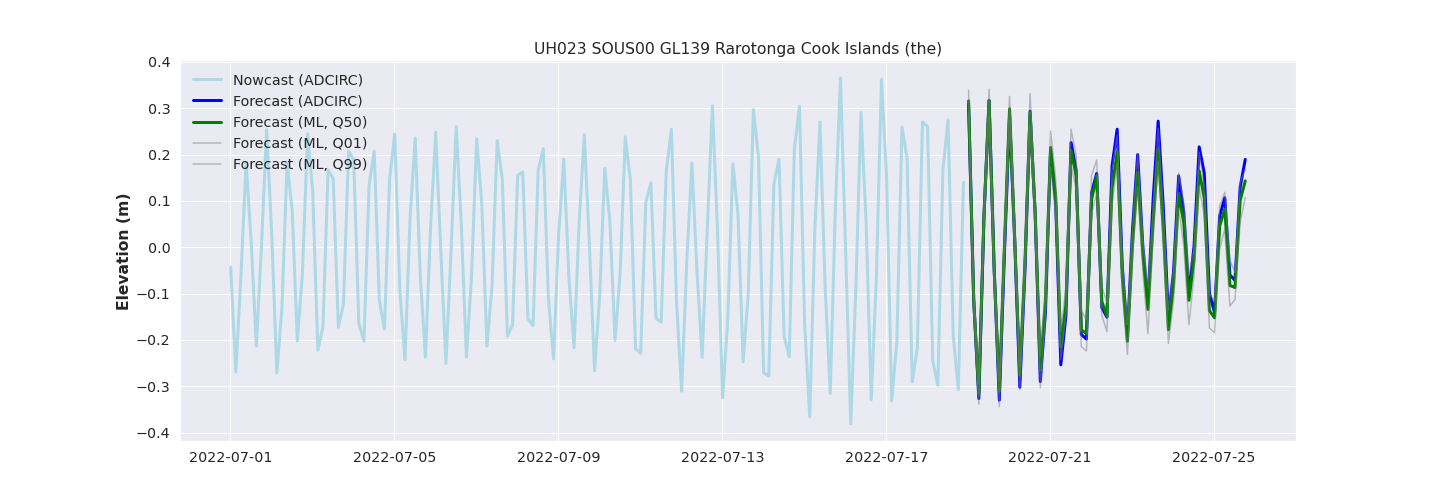 UH023 SOUS00 GL139 Rarotonga Cook Islands (the)
Nowcast (ADCIRC)
Forecast (ADCIRC)
Forecast (ML, Q50)
Forecast (ML, Q01)
Forecast (ML, Q99)
Elevation (m)
0.4
0.3
0.2
0.1
0.0
−0.1
−0.2
−0.3
−0.4
2022-07-01 2022-07-05 2022-07-09 2022-07-13 2022-07-17 2022-07-21 2022-07-25